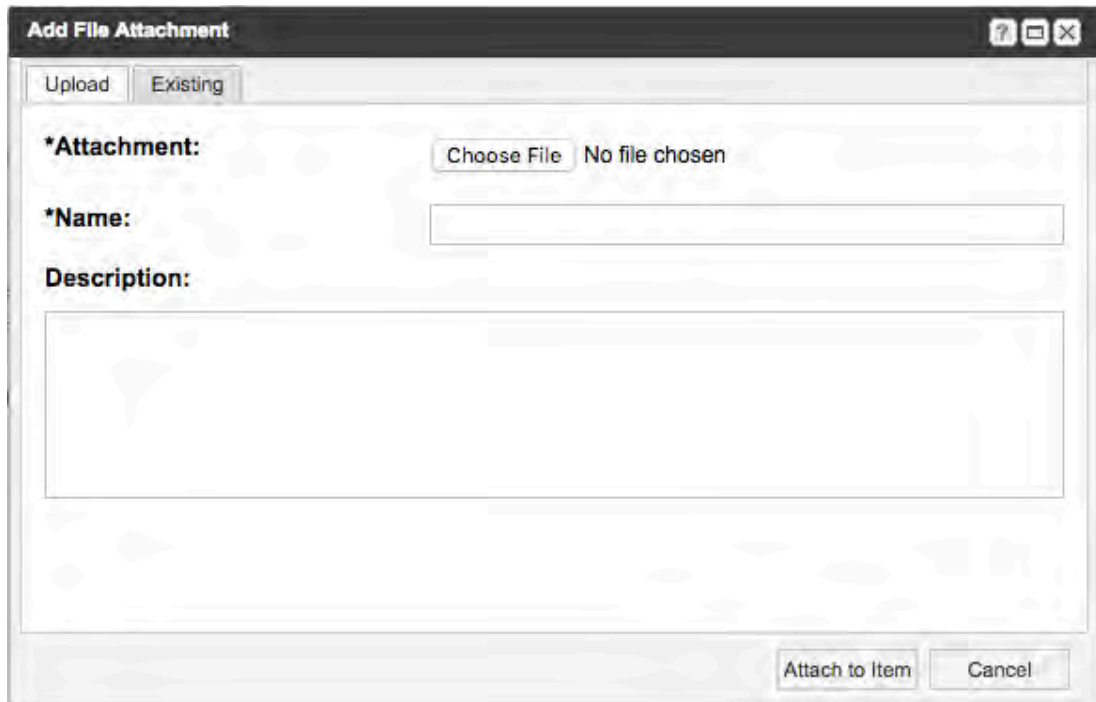 Add File Attachment
Upload Existing
*Attachment: Choose File No file chosen
*Name:
Description:
Attach to Item Cancel